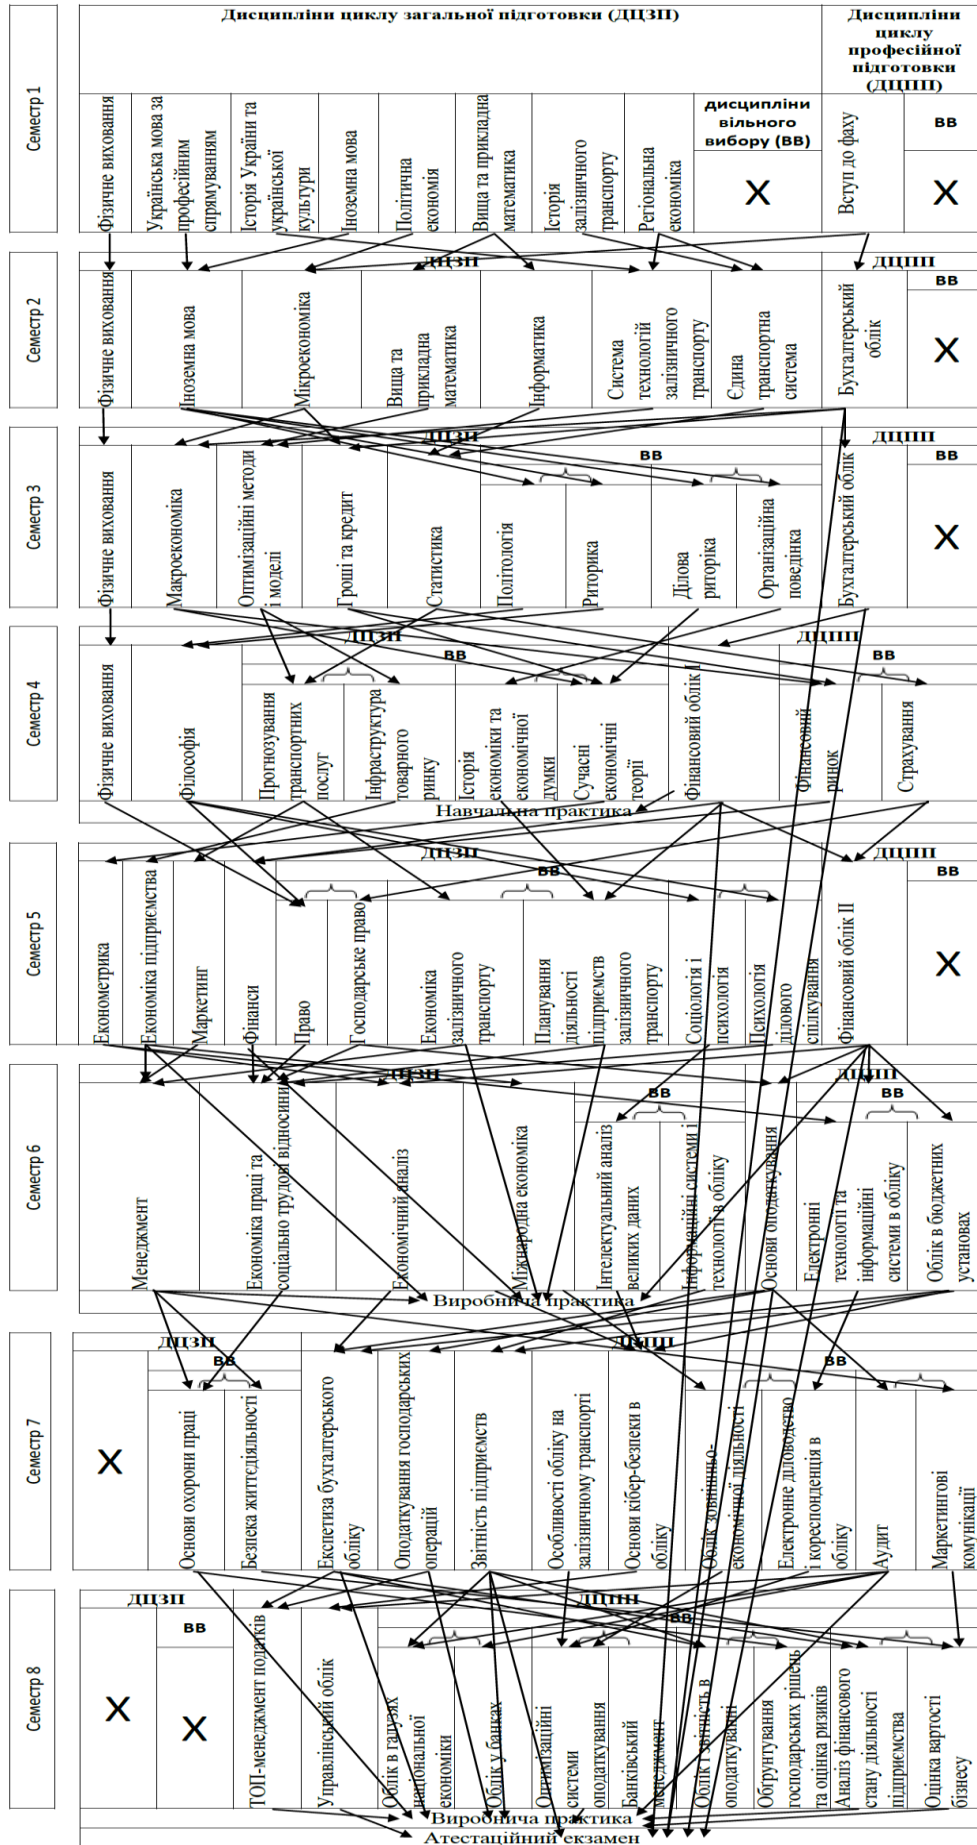 Дисципліни циклу загальної підготовки (ДЦЗП)
Дисципліни
циклу
професійної
підготовки
(ДЦПП)
Семестр 1
Фізичне виховання
Українська мова за
професійним
спрямуванням
Історія України та
української
культури
Іноземна мова
Політична
економія
Вища та прикладна
математика
Історія
залізничного
транспорту
Регіональна
економіка
дисципліни
вільного
вибору (ВВ)
X
Вступ до фаху
ВВ
X
ДЦЗП
ДЦПП
Семестр 2
Фізичне виховання
Іноземна мова
Мікроекономіка
Вища та
прикладна
математика
Інформатика
Система
технологій
залізничного
транспорту
Єдина
транспортна
система
Бухгалтерський
облік
ВВ
X
ДЦЗП
ДЦПП
Семестр 3
ВВ
ВВ
Фізичне виховання
Макроекономіка
Оптимізаційні методи
і моделі
Гроші та кредит
Статистика
Політологія
Риторика
Ділова
риторіка
Організаційна
поведінка
Бухгалтерський облік
X
ДЦЗП
ДЦПП
Семестр 4
ВВ
ВВ
Фізичне виховання
Філософія
Прогнозування
транспортних
послуг
Інфраструктура
товарного
ринку
Історія
економіки та
економічної
думки
Сучасні
економічні
теорії
Фінансовий облік І
Фінансовий
ринок
Страхування
Навчальна практика
ДЦЗП
ДЦПП
Семестр 5
ВВ
ВВ
Економетрика
Економіка підприємства
Маркетинг
Фінанси
Право
Господарське право
Економіка
залізничного
транспорту
Планування
діяльності
підприємств
залізничного
транспорту
Соціологія і
психологія
Психологія
ділового
спілкування
Фінансовий облік ІІ
X
ДЦЗП
ДЦПП
Семестр 6
ВВ
ВВ
Менеджмент
Економіка праці та
соціально трудові відносини
Економічний аналіз
Міжнародна економіка
Інтелектуальний аналіз
великих даних
Інформаційні системи і
технології в обліку
Основи оподаткування
Електронні
технології та
інформаційні
системи в обліку
Облік в бюджетних
установах
Виробнича практика
ДЦЗП
ДЦПП
Семестр 7
ВВ
ВВ
X
Основи охорони праці
Безпека життєдіяльності
Експетиза бухгалтерського
обліку
Оподаткування господарських
операцій
Звітність підприємств
Особливості обліку на
залізничному транспорті
Основи кібер-безпеки в
обліку
Облік зовнішньо-
економічної діяльності
Електронне діловодство
і кореспонденція в
обліку
Аудит
Маркетингові
комунікації
ДЦЗП
ДЦПП
Семестр 8
ВВ
ВВ
X
X
ТОП-менеджмент податків
Управлінський облік
Облік в галузях
національної
економіки
Облік у банках
Оптимізаційні
системи
оподаткування
Банківський
менеджмент
Облік і звітність в
оподаткуванні
Обґрунтування
господарських рішень
та оцінка ризиків
Аналіз фінансового
стану діяльності
підприємства
Оцінка вартості
бізнесу
Виробнича практика
Атестаційний екзамен